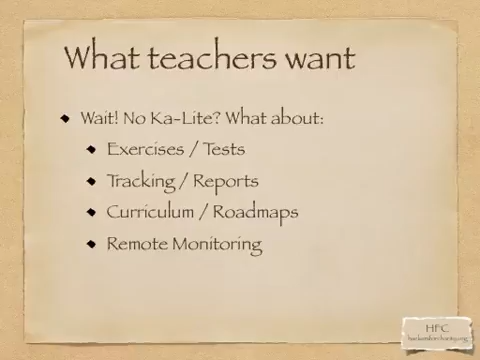 What teachers want
Wait! No Ka-Lite? What about:
Exercises / Tests
Tracking / Reports
Curriculum / Roadmaps
Remote Monitoring
HFC
hackersforcharity.org